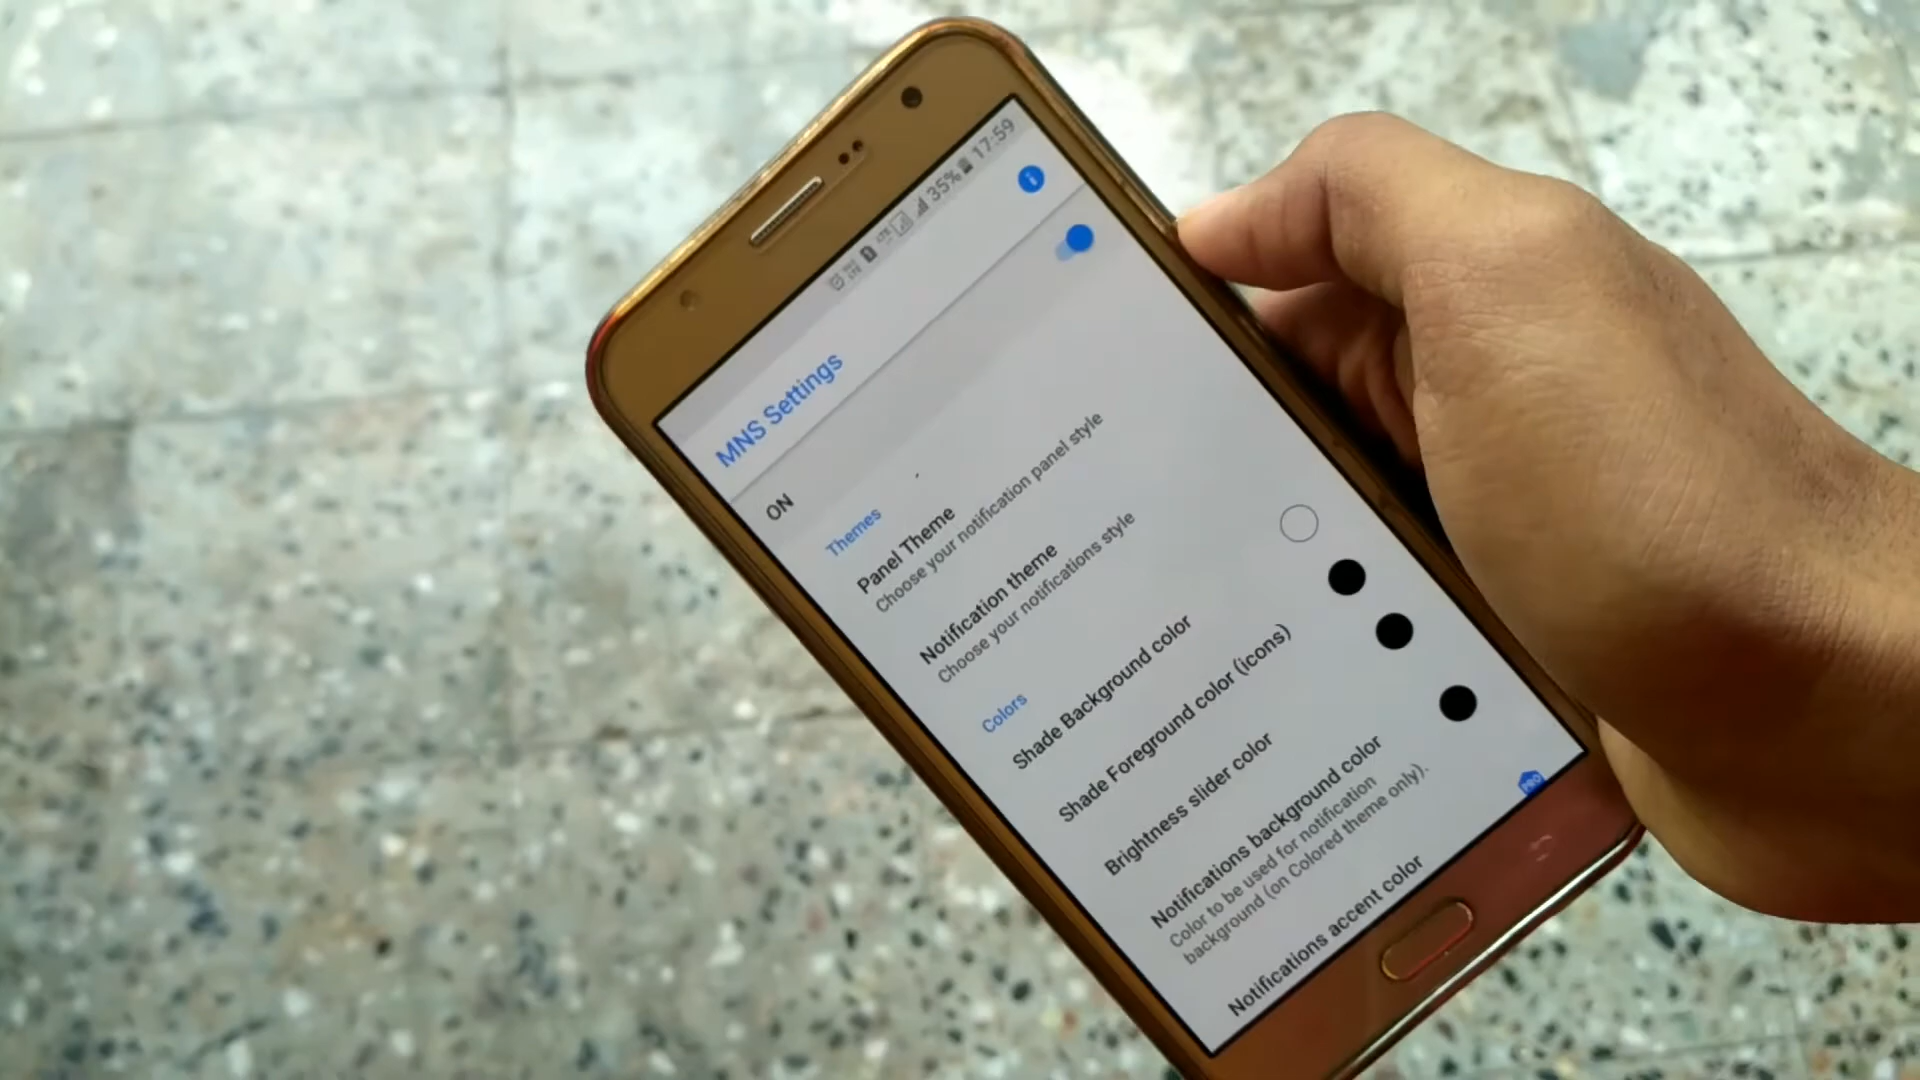 35% 17:59
MNS Settings
ON
Themes
Panel Theme
Choose your notification panel style
Notification theme
Choose your notifications style
Colors
Shade Background color
Shade Foreground color (icons)
Brightness slider color
Notifications background color
Color to be used for notification
background (on Colored theme only).
PRO
Notifications accent color